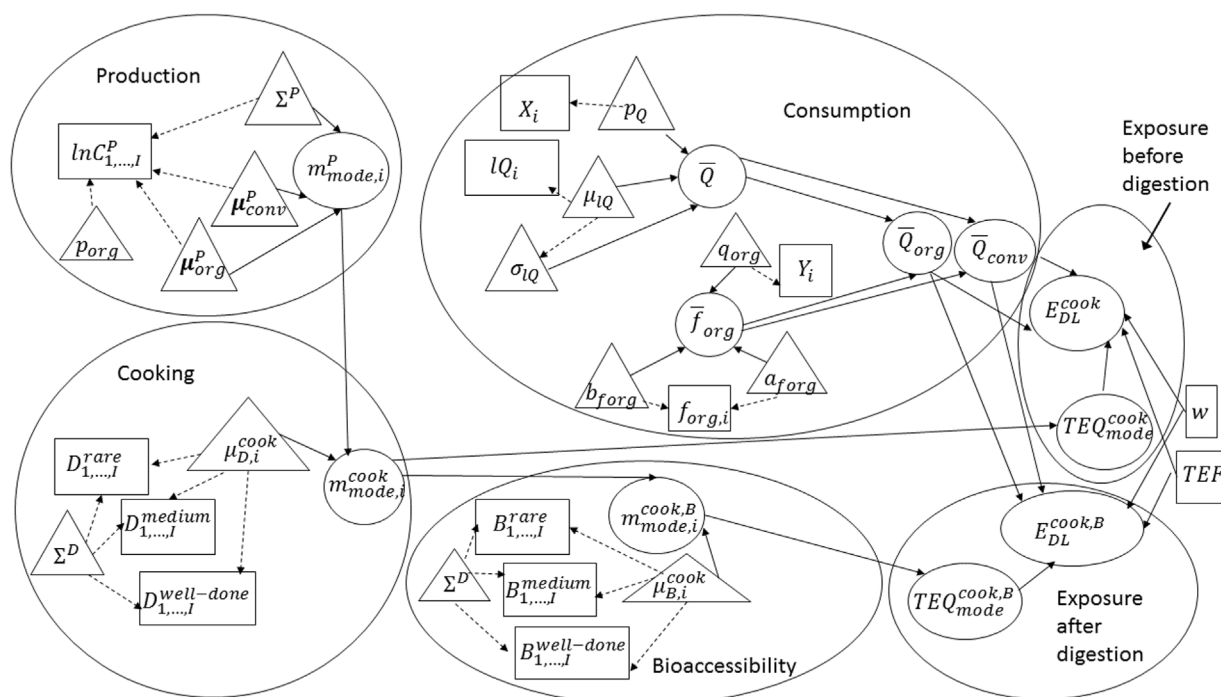 Production
Σ^P
lnC^P_{1,…,I}
m^P_{mode,i}
μ^P_{conv}
p_{org}
μ^P_{org}
Consumption
X_i
p_Q
lQ_i
μ_{lQ}
Q̅
σ_{lQ}
q_{org}
Y_i
Q̅_{org}
Q̅_{conv}
f̅_{org}
b_{forg}
f_{org,i}
a_{forg}
Exposure
before
digestion
E^{cook}_{DL}
TEQ^{cook}_{mode}
w
TEF
Cooking
μ^{cook}_{D,i}
D^{rare}_{1,…,I}
D^{medium}_{1,…,I}
Σ^D
D^{well-done}_{1,…,I}
m^{cook}_{mode,i}
B^{rare}_{1,…,I}
m^{cook,B}_{mode,i}
Σ^D
B^{medium}_{1,…,I}
μ^{cook}_{B,i}
B^{well-done}_{1,…,I}
Bioaccessibility
E^{cook,B}_{DL}
TEQ^{cook,B}_{mode}
Exposure
after
digestion